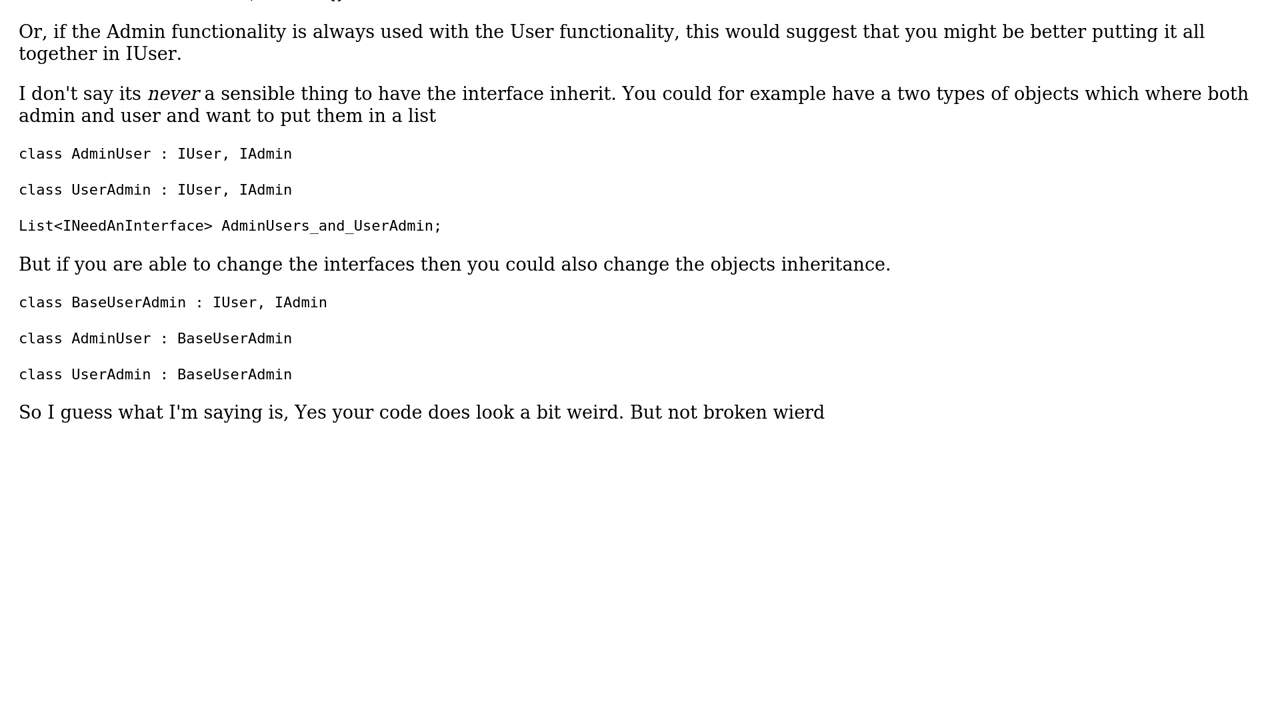 Or, if the Admin functionality is always used with the User functionality, this would suggest that you might be better putting it all
together in IUser.
I don't say its never a sensible thing to have the interface inherit. You could for example have a two types of objects which where both
admin and user and want to put them in a list
class AdminUser : IUser, IAdmin
class UserAdmin : IUser, IAdmin
List<INeedAnInterface> AdminUsers_and_UserAdmin;
But if you are able to change the interfaces then you could also change the objects inheritance.
class BaseUserAdmin : IUser, IAdmin
class AdminUser : BaseUserAdmin
class UserAdmin : BaseUserAdmin
So I guess what I'm saying is, Yes your code does look a bit weird. But not broken wierd